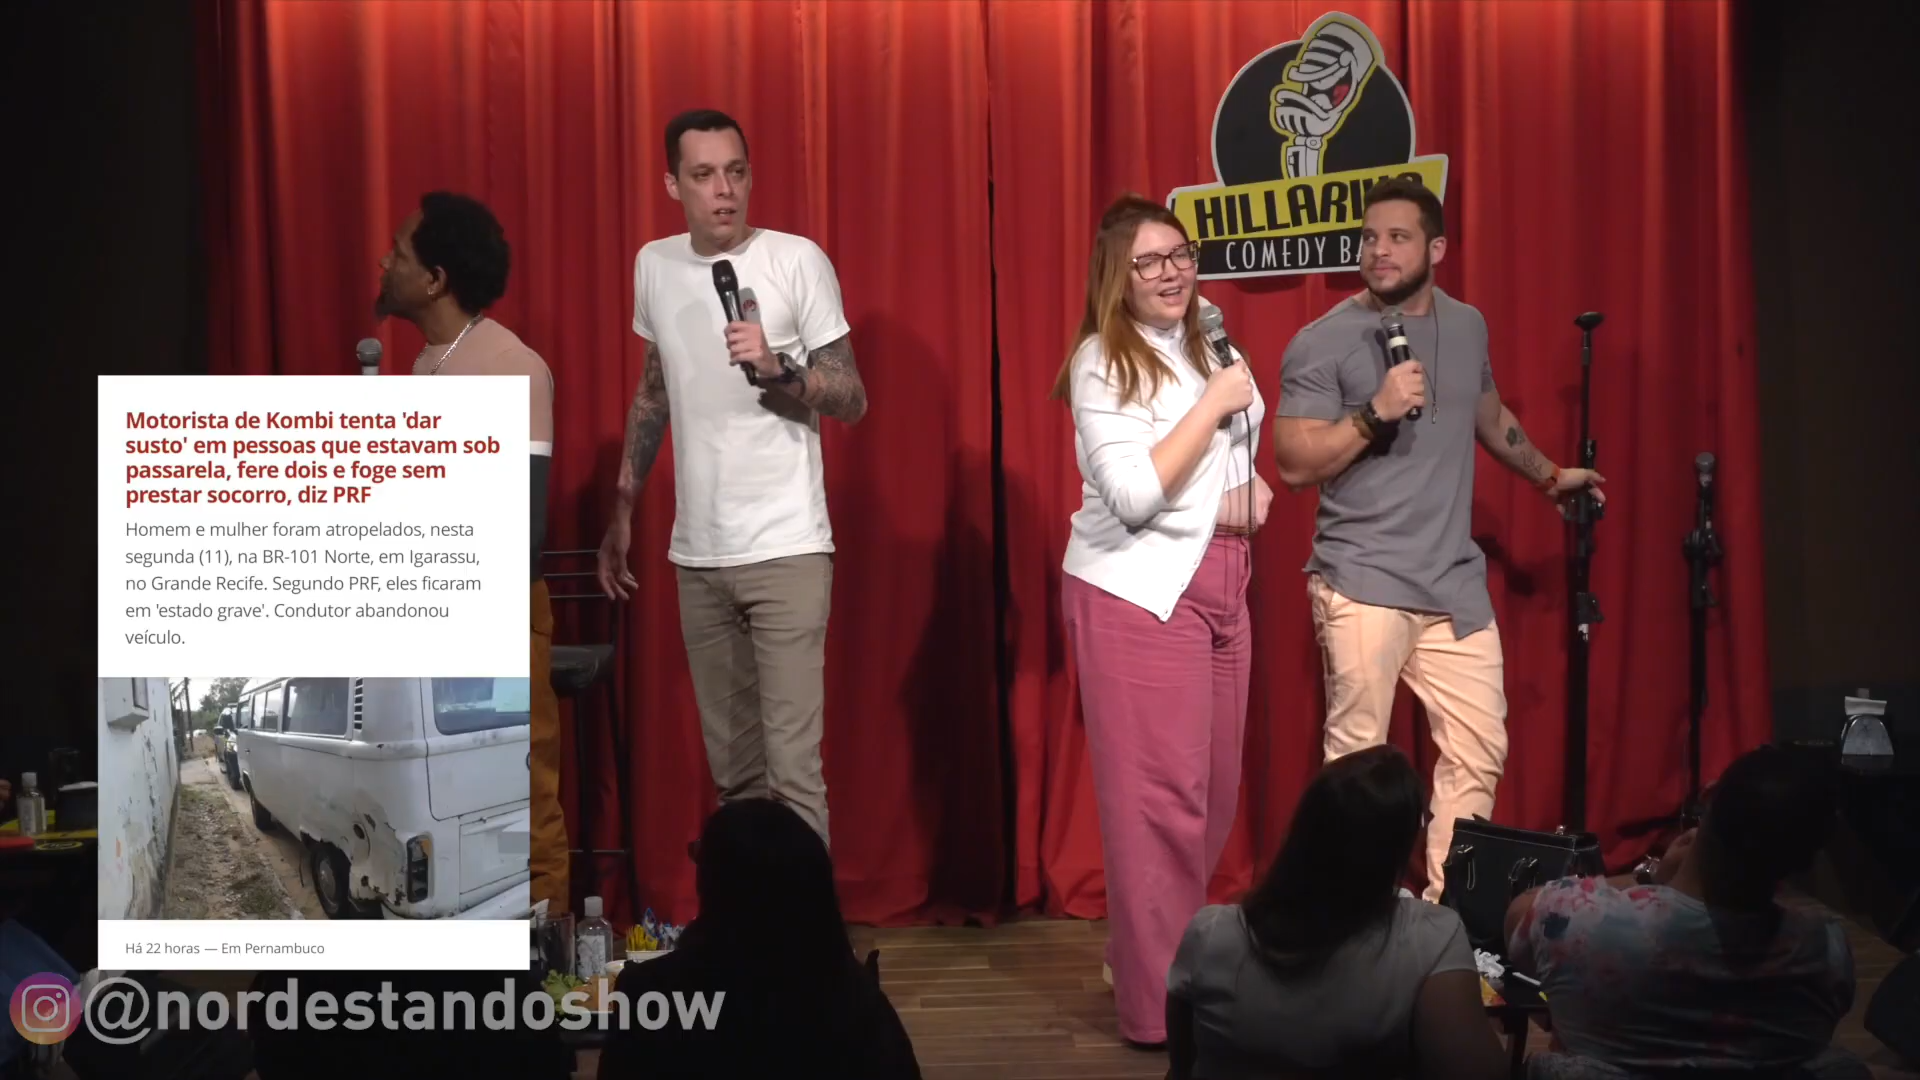 HILLARIU
COMEDY BA
Motorista de Kombi tenta 'dar
susto' em pessoas que estavam sob
passarela, fere dois e foge sem
prestar socorro, diz PRF
Homem e mulher foram atropelados, nesta
segunda (11), na BR-101 Norte, em Igarassu,
no Grande Recife. Segundo PRF, eles ficaram
em 'estado grave'. Condutor abandonou
veículo.
Há 22 horas — Em Pernambuco
@nordestandoshow